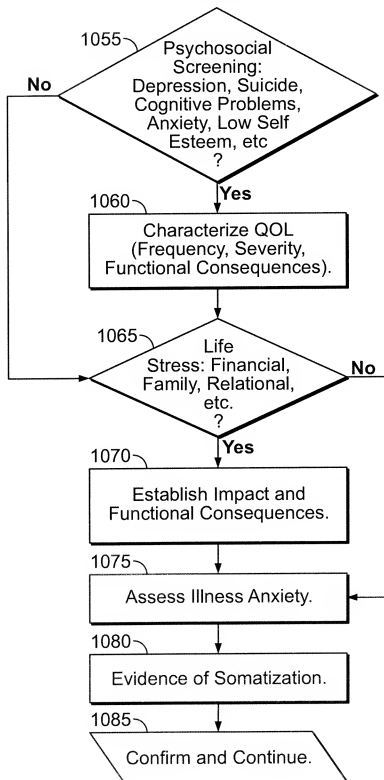 1055
Psychosocial
Screening:
Depression, Suicide,
Cognitive Problems,
Anxiety, Low Self
Esteem, etc
?
No
Yes
1060
Characterize QOL
(Frequency, Severity,
Functional Consequences).
1065
Life
Stress: Financial,
Family, Relational,
etc.
?
No
Yes
1070
Establish Impact and
Functional Consequences.
1075
Assess Illness Anxiety.
1080
Evidence of Somatization.
1085
Confirm and Continue.